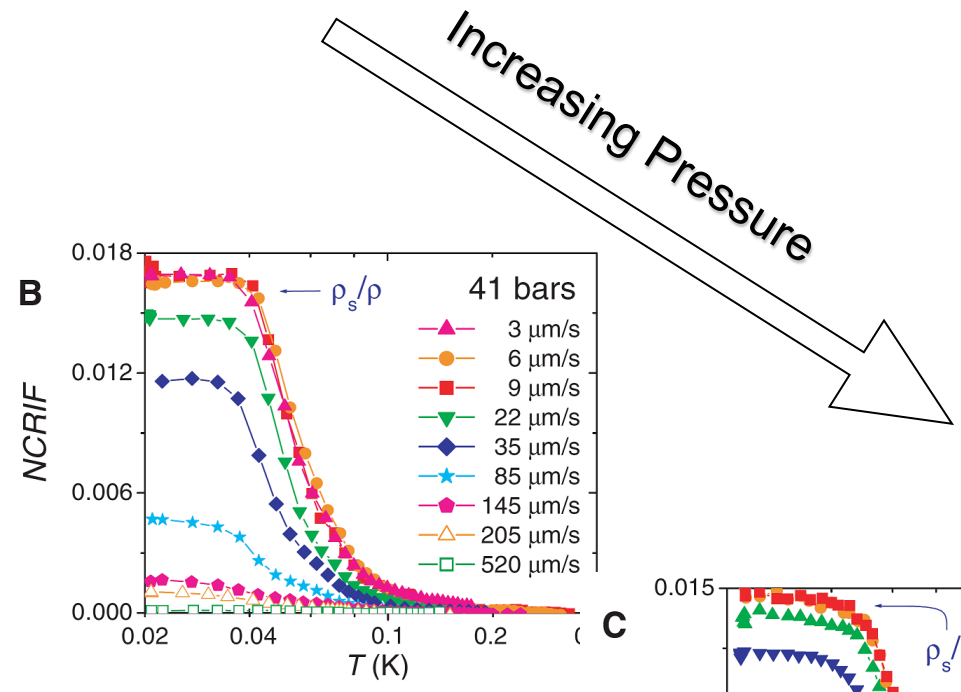 Increasing Pressure
B
0.018
0.012
0.006
0.000
NCRIF
0.02
0.04
0.1
0.2
T (K)
ρs/ρ
41 bars
3 μm/s
6 μm/s
9 μm/s
22 μm/s
35 μm/s
85 μm/s
145 μm/s
205 μm/s
520 μm/s
C
0.015
ρs/